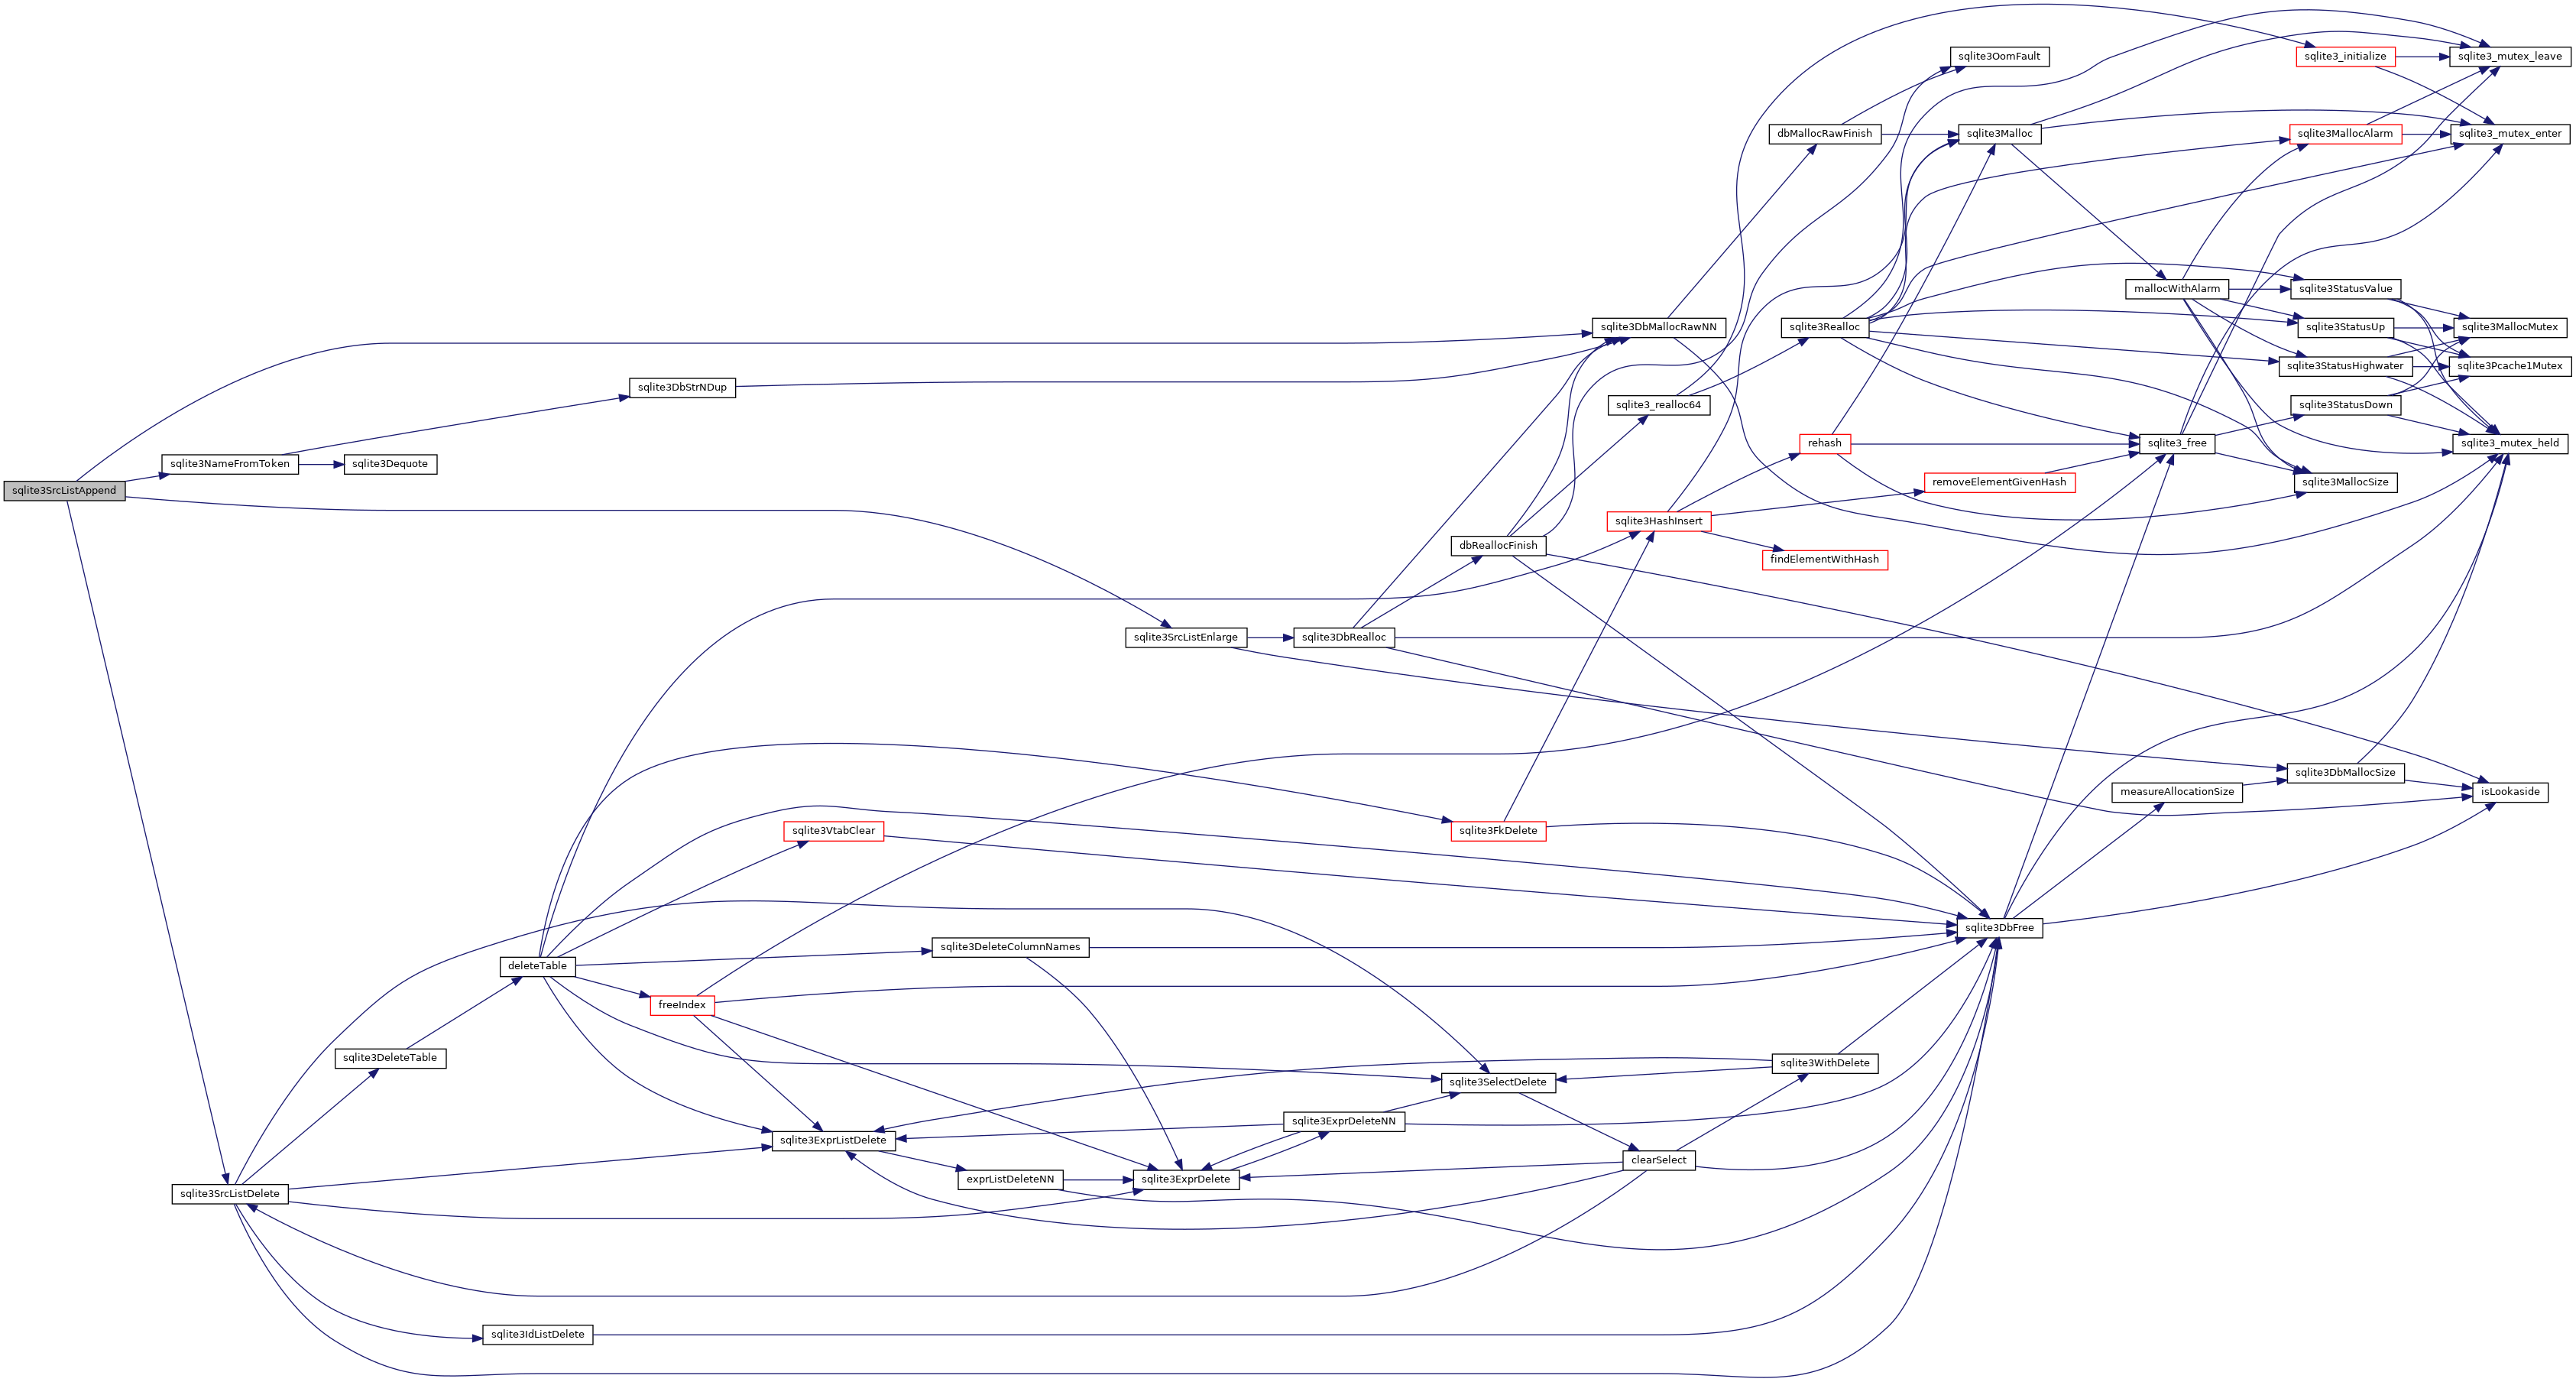 sqlite3SrcListAppend
sqlite3NameFromToken
sqlite3DbStrNDup
sqlite3Dequote
sqlite3SrcListDelete
sqlite3DeleteTable
sqlite3IdListDelete
deleteTable
freeIndex
sqlite3VtabClear
sqlite3DeleteColumnNames
sqlite3ExprListDelete
exprListDeleteNN
sqlite3ExprDelete
sqlite3SrcListEnlarge
sqlite3DbRealloc
dbReallocFinish
sqlite3FkDelete
sqlite3SelectDelete
sqlite3ExprDeleteNN
clearSelect
sqlite3WithDelete
sqlite3DbMallocRawNN
sqlite3_realloc64
sqlite3HashInsert
dbMallocRawFinish
sqlite3Realloc
rehash
removeElementGivenHash
findElementWithHash
sqlite3OomFault
sqlite3Malloc
sqlite3DbFree
mallocWithAlarm
sqlite3_free
measureAllocationSize
sqlite3_initialize
sqlite3MallocAlarm
sqlite3StatusValue
sqlite3StatusUp
sqlite3StatusHighwater
sqlite3StatusDown
sqlite3MallocSize
sqlite3DbMallocSize
sqlite3_mutex_leave
sqlite3_mutex_enter
sqlite3MallocMutex
sqlite3Pcache1Mutex
sqlite3_mutex_held
isLookaside